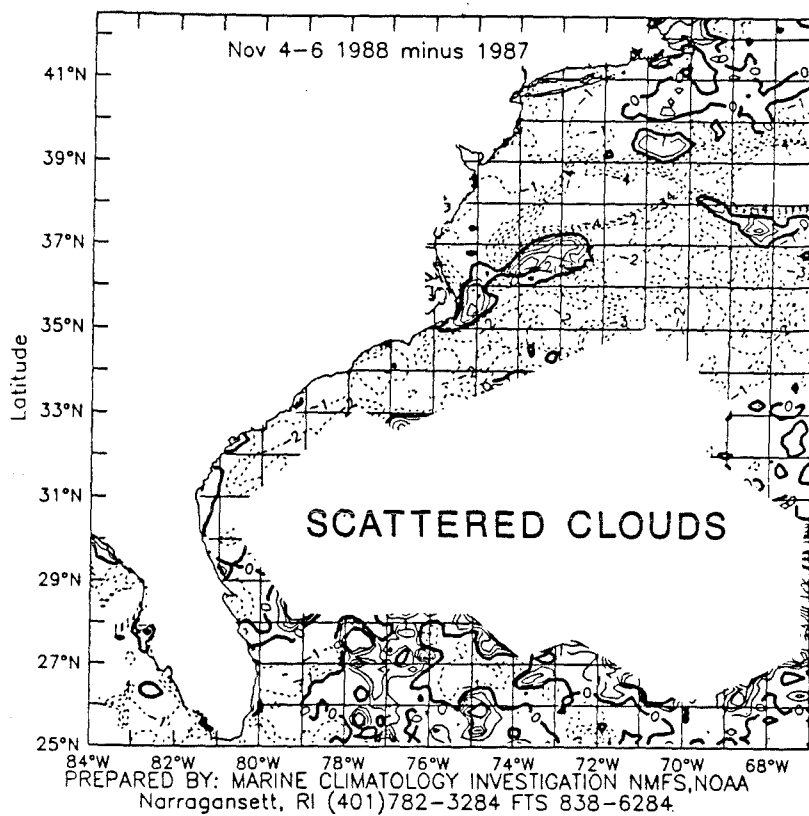 Nov 4-6 1988 minus 1987
41°N
39°N
37°N
35°N
Latitude
33°N
31°N
SCATTERED CLOUDS
29°N
27°N
25°N
84°W 82°W 80°W 78°W 76°W 74°W 72°W 70°W 68°W
PREPARED BY: MARINE CLIMATOLOGY INVESTIGATION NMFS,NOAA
Narragansett, RI (401)782-3284 FTS 838-6284